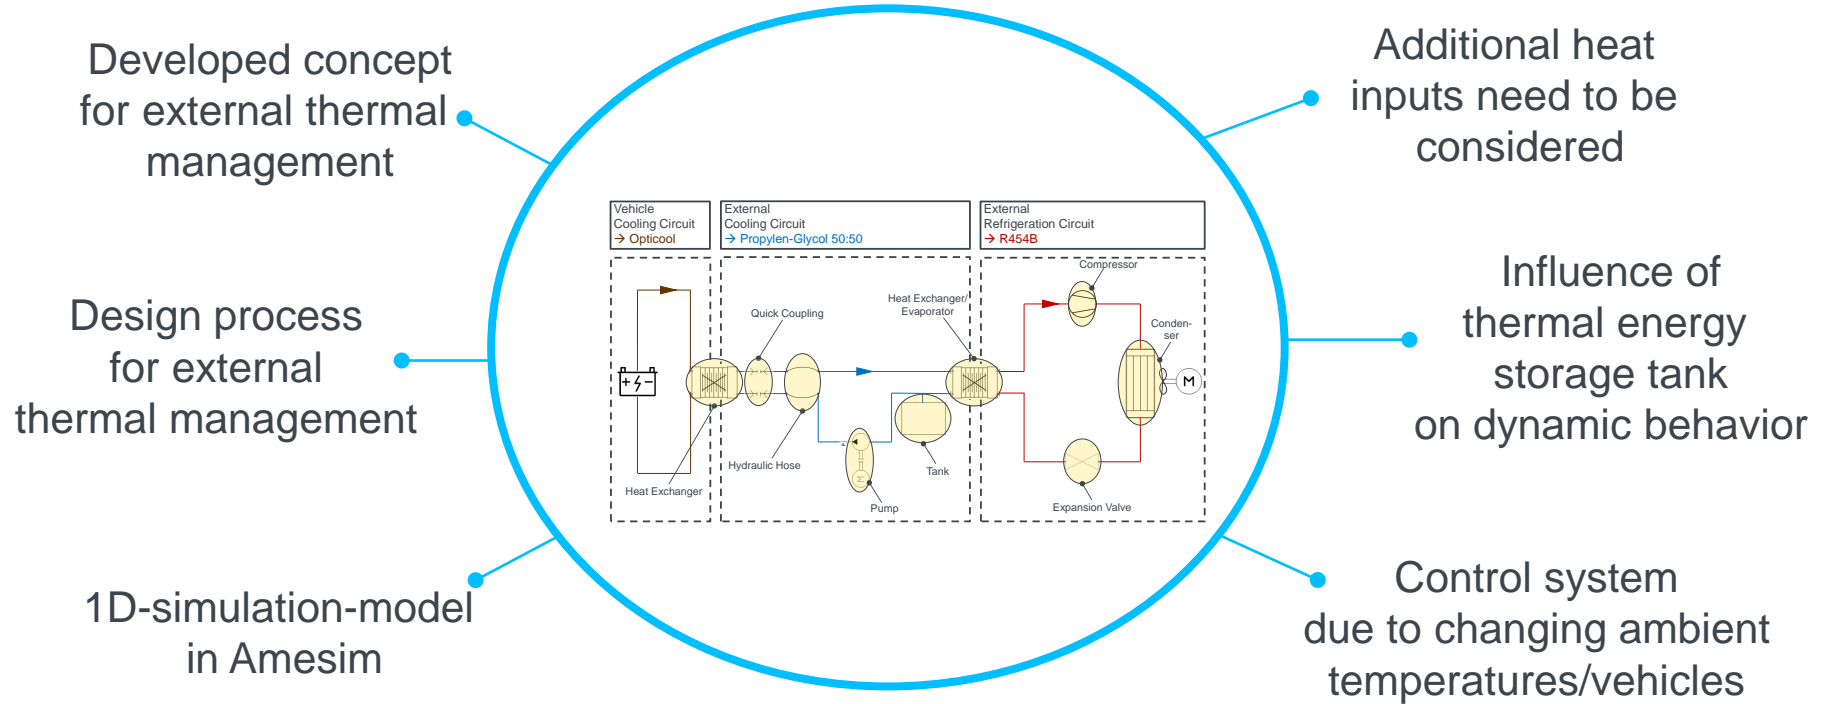 Developed concept
for external thermal
management
Design process
for external
thermal management
1D-simulation-model
in Amesim
Vehicle
Cooling Circuit
→ Opticool
External
Cooling Circuit
→ Propylen-Glycol 50:50
External
Refrigeration Circuit
→ R454B
Compressor
Heat Exchanger/
Evaporator
Quick Coupling
Conden-
ser
M
Hydraulic Hose
Tank
Heat Exchanger
Pump
Expansion Valve
Additional heat
inputs need to be
considered
Influence of
thermal energy
storage tank
on dynamic behavior
Control system
due to changing ambient
temperatures/vehicles